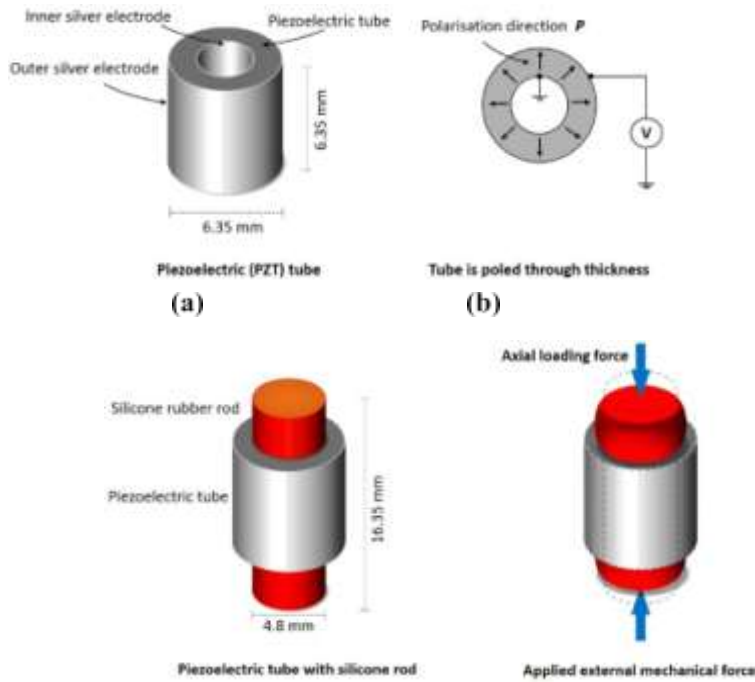 Inner silver electrode
Piezoelectric tube
Outer silver electrode
6.35 mm
6.35 mm
Piezoelectric (PZT) tube
(a)
Polarisation direction P
V
Tube is poled through thickness
(b)
Silicone rubber rod
Piezoelectric tube
16.35 mm
4.8 mm
Piezoelectric tube with silicone rod
Axial loading force
Applied external mechanical force